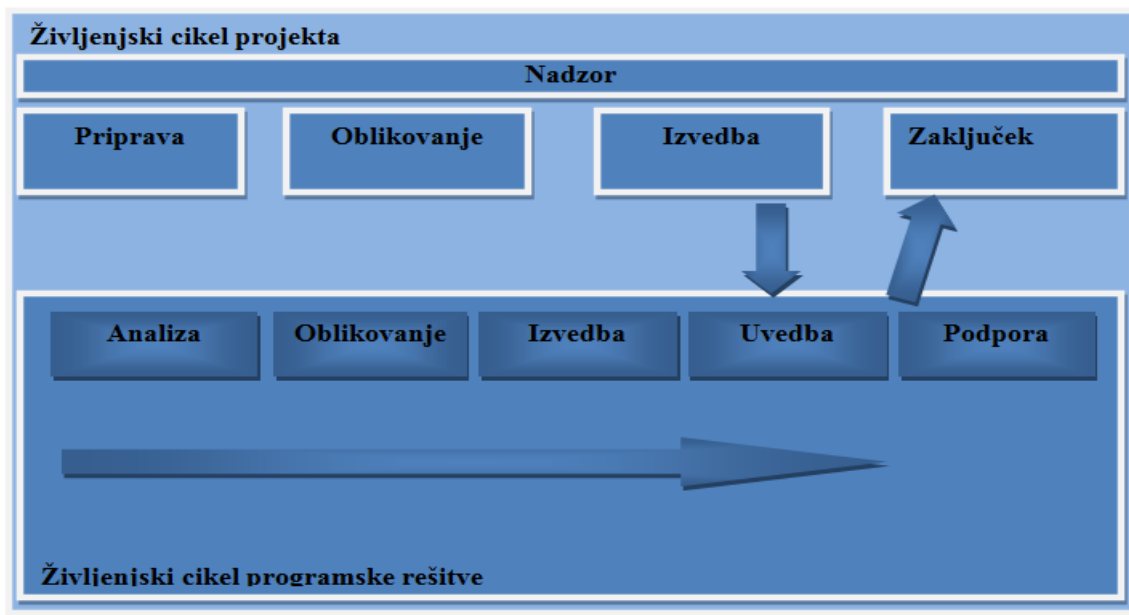 Življenjski cikel projekta
Nadzor
Priprava
Oblikovanje
Izvedba
Zaključek
Analiza
Oblikovanje
Izvedba
Uvedba
Podpora
Življenjski cikel programske rešitve